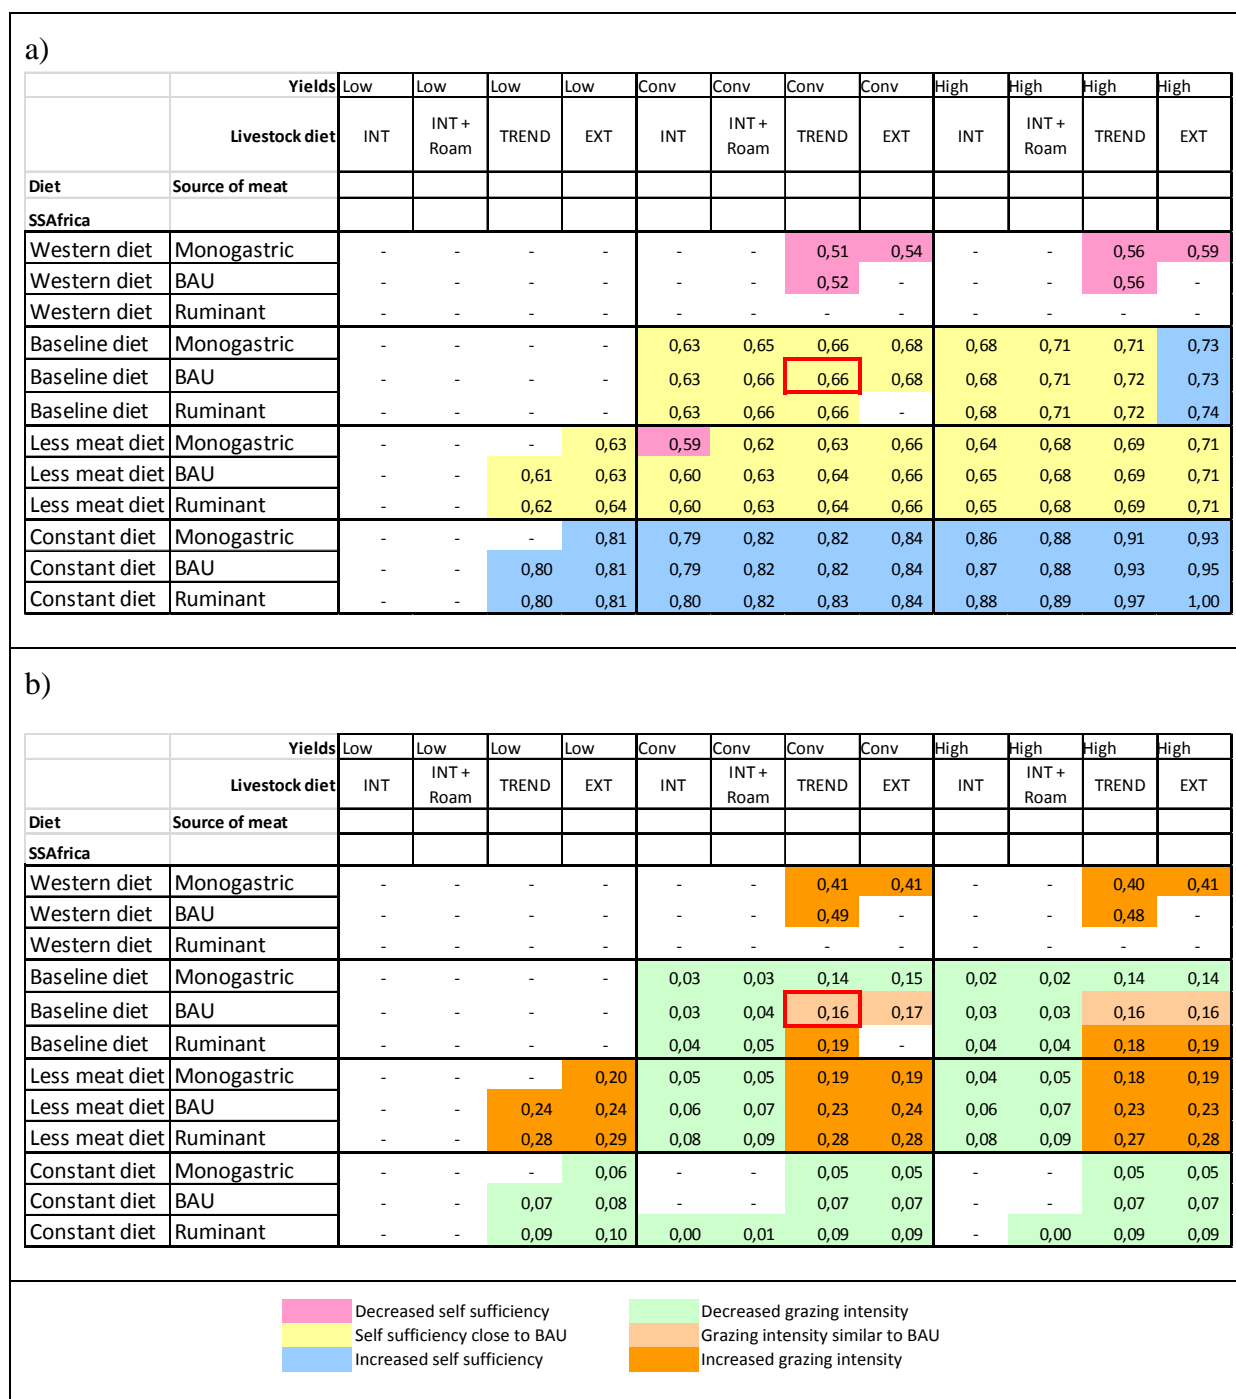 a)
Yields Low Low Low Low Conv Conv Conv Conv High High High High
Livestock diet INT INT + Roam TREND EXT INT INT + Roam TREND EXT INT INT + Roam TREND EXT
Diet Source of meat
SSAfrica
Western diet Monogastric - - - - - - 0,51 0,54 - - 0,56 0,59
Western diet BAU - - - - - - 0,52 - - - 0,56 -
Western diet Ruminant - - - - - - - - - - - -
Baseline diet Monogastric - - - - 0,63 0,65 0,66 0,68 0,68 0,71 0,71 0,73
Baseline diet BAU - - - - 0,63 0,66 0,66 0,68 0,68 0,71 0,72 0,73
Baseline diet Ruminant - - - - 0,63 0,66 0,66 - 0,68 0,71 0,72 0,74
Less meat diet Monogastric - - - 0,63 0,59 0,62 0,63 0,66 0,64 0,68 0,69 0,71
Less meat diet BAU - - 0,61 0,63 0,60 0,63 0,64 0,66 0,65 0,68 0,69 0,71
Less meat diet Ruminant - - 0,62 0,64 0,60 0,63 0,64 0,66 0,65 0,68 0,69 0,71
Constant diet Monogastric - - - 0,81 0,79 0,82 0,82 0,84 0,86 0,88 0,91 0,93
Constant diet BAU - - 0,80 0,81 0,79 0,82 0,82 0,84 0,87 0,88 0,93 0,95
Constant diet Ruminant - - 0,80 0,81 0,80 0,82 0,83 0,84 0,88 0,89 0,97 1,00
b)
Yields Low Low Low Low Conv Conv Conv Conv High High High High
Livestock diet INT INT + Roam TREND EXT INT INT + Roam TREND EXT INT INT + Roam TREND EXT
Diet Source of meat
SSAfrica
Western diet Monogastric - - - - - - 0,41 0,41 - - 0,40 0,41
Western diet BAU - - - - - - 0,49 - - - 0,48 -
Western diet Ruminant - - - - - - - - - - - -
Baseline diet Monogastric - - - - 0,03 0,03 0,14 0,15 0,02 0,02 0,14 0,14
Baseline diet BAU - - - - 0,03 0,04 0,16 0,17 0,03 0,03 0,16 0,16
Baseline diet Ruminant - - - - 0,04 0,05 0,19 - 0,04 0,04 0,18 0,19
Less meat diet Monogastric - - - 0,20 0,05 0,05 0,19 0,19 0,04 0,05 0,18 0,19
Less meat diet BAU - - 0,24 0,24 0,06 0,07 0,23 0,24 0,06 0,07 0,23 0,23
Less meat diet Ruminant - - 0,28 0,29 0,08 0,09 0,28 0,28 0,08 0,09 0,27 0,28
Constant diet Monogastric - - - 0,06 - - 0,05 0,05 - - 0,05 0,05
Constant diet BAU - - 0,07 0,08 - - 0,07 0,07 - - 0,07 0,07
Constant diet Ruminant - - 0,09 0,10 0,00 0,01 0,09 0,09 - 0,00 0,09 0,09
Decreased self sufficiency Decreased grazing intensity
Self sufficiency close to BAU Grazing intensity similar to BAU
Increased self sufficiency Increased grazing intensity